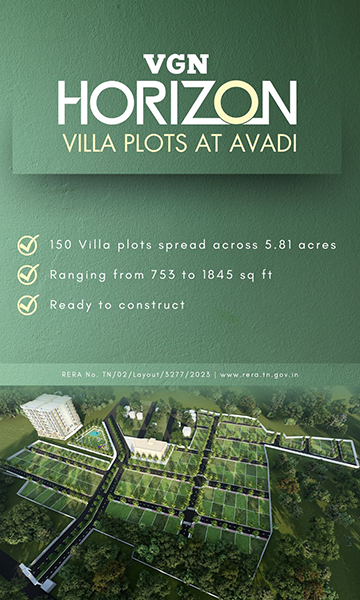 VGN
HORIZON
VILLA PLOTS AT AVADI
150 Villa plots spread across 5.81 acres
Ranging from 753 to 1845 sq ft
Ready to construct
RERA No. TN/02/Layout/3277/2023 | www.rera.tn.gov.in